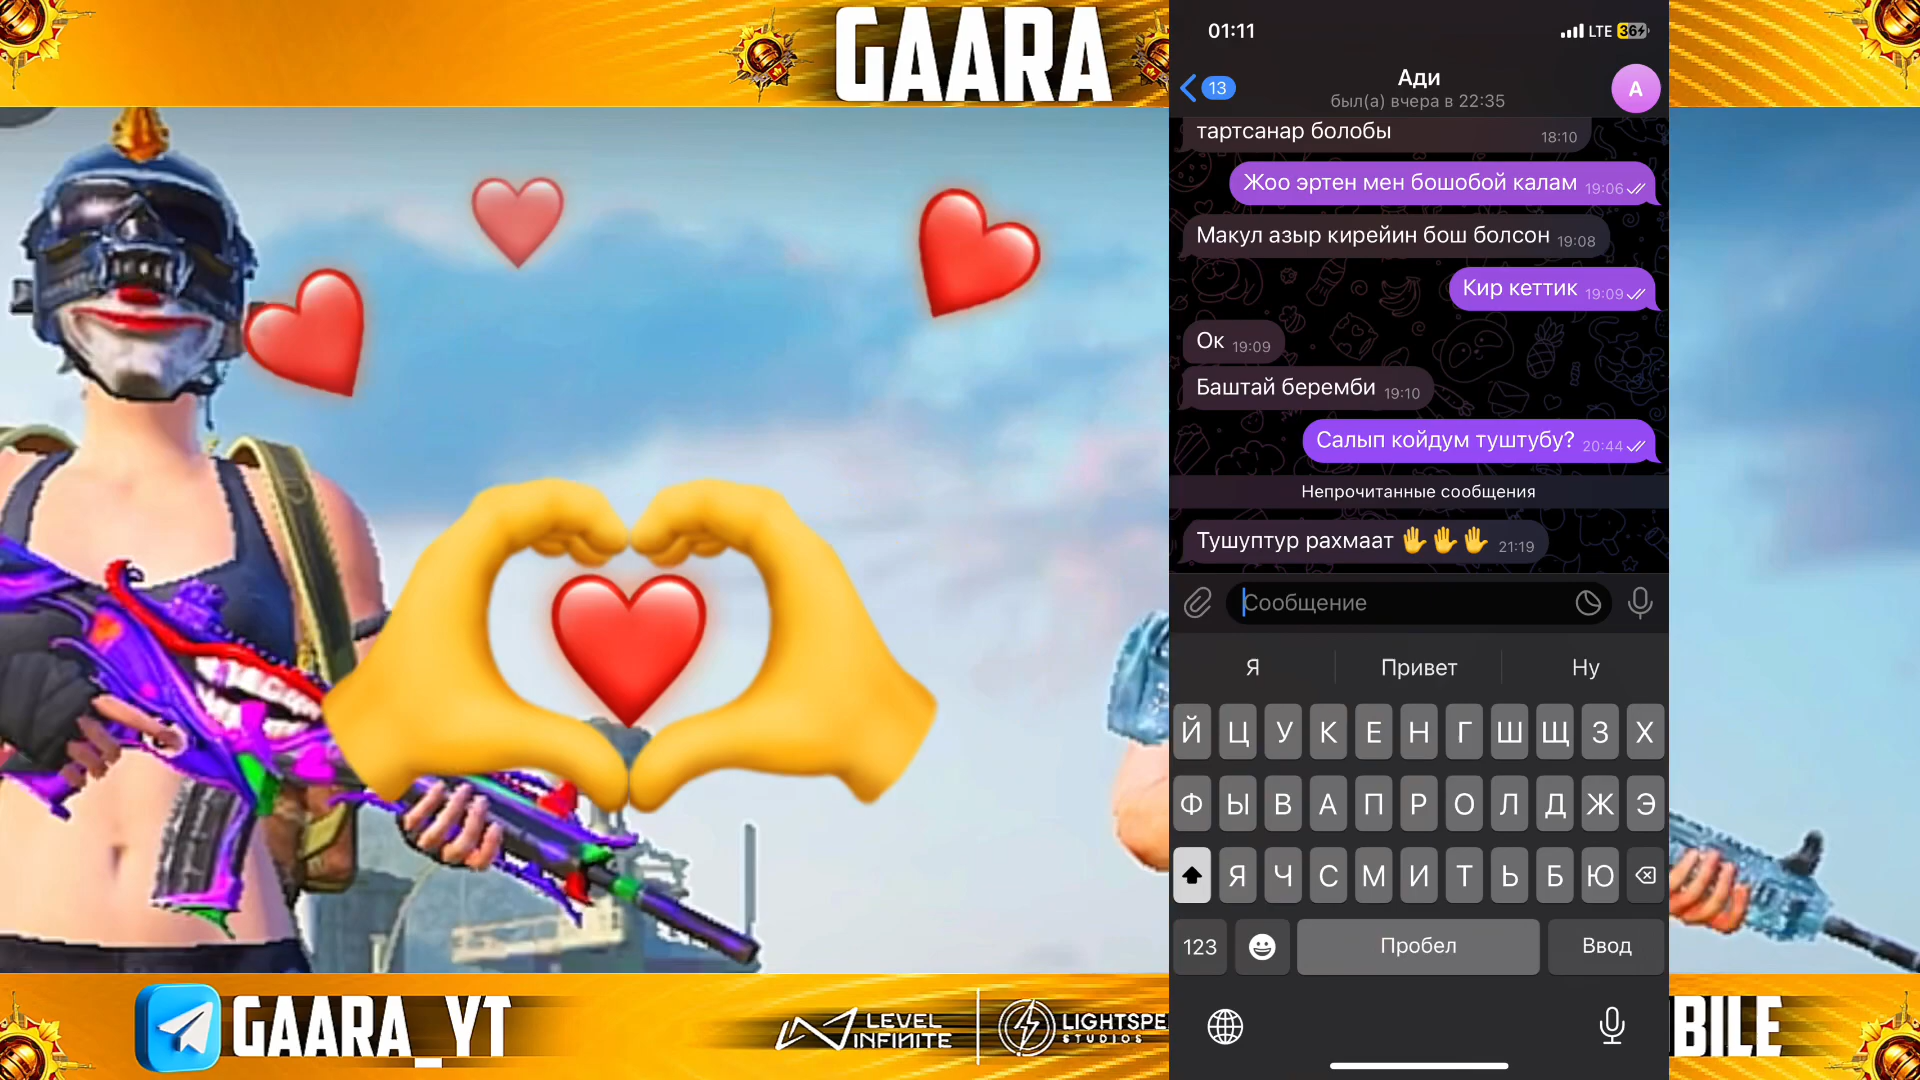 GAARA
01:11
LTE 36
13
Ади
был(а) вчера в 22:35
А
тартсанар болобы 18:10
Жоо эртен мен бошобой калам 19:06
Макул азыр кирейин бош болсон 19:08
Кир кеттик 19:09
Ок 19:09
Баштай беремби 19:10
Салып койдум туштубу? 20:44
Непрочитанные сообщения
Тушуптур рахмаат ✋✋✋ 21:19
Сообщение
Я Привет Ну
Й Ц У К Е Н Г Ш Щ З Х
Ф Ы В А П Р О Л Д Ж Э
Я Ч С М И Т Ь Б Ю
123 Пробел Ввод
GAARA_YT
LEVEL
INFINITE
LIGHTSPE
STUDIOS
BILE